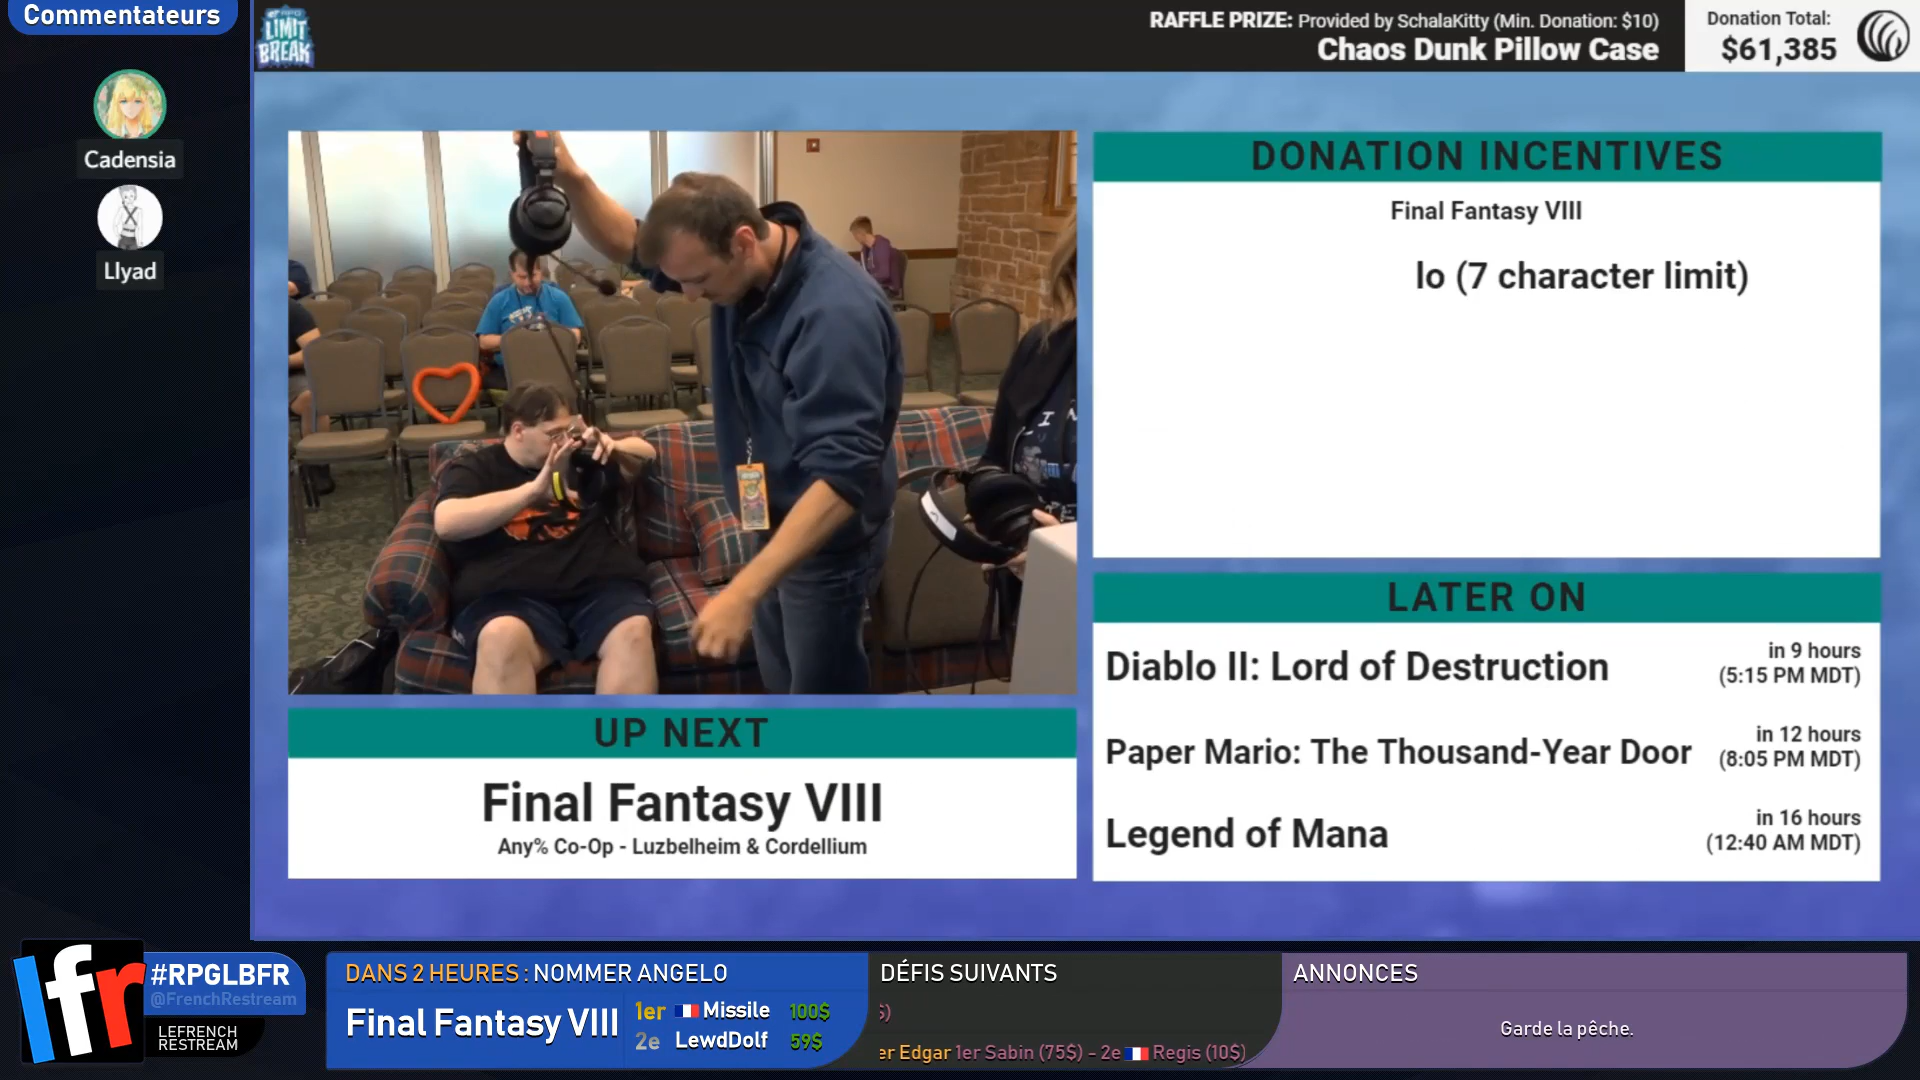 Commentateurs
Cadensia
Llyad
LIMIT
BREAK
RAFFLE PRIZE: Provided by SchalaKitty (Min. Donation: $10)
Chaos Dunk Pillow Case
Donation Total:
$61,385
DONATION INCENTIVES
Final Fantasy VIII
lo (7 character limit)
LATER ON
Diablo II: Lord of Destruction
in 9 hours
(5:15 PM MDT)
Paper Mario: The Thousand-Year Door
in 12 hours
(8:05 PM MDT)
Legend of Mana
in 16 hours
(12:40 AM MDT)
UP NEXT
Final Fantasy VIII
Any% Co-Op - Luzbelheim & Cordellium
lfr
#RPGLBFR
@FrenchRestream
LEFRENCH
RESTREAM
DANS 2 HEURES : NOMMER ANGELO
Final Fantasy VIII
1er Missile 100$
2e LewdDolf 59$
DÉFIS SUIVANTS
$)
er Edgar 1er Sabin (75$) - 2e Regis (10$)
ANNONCES
Garde la pêche.